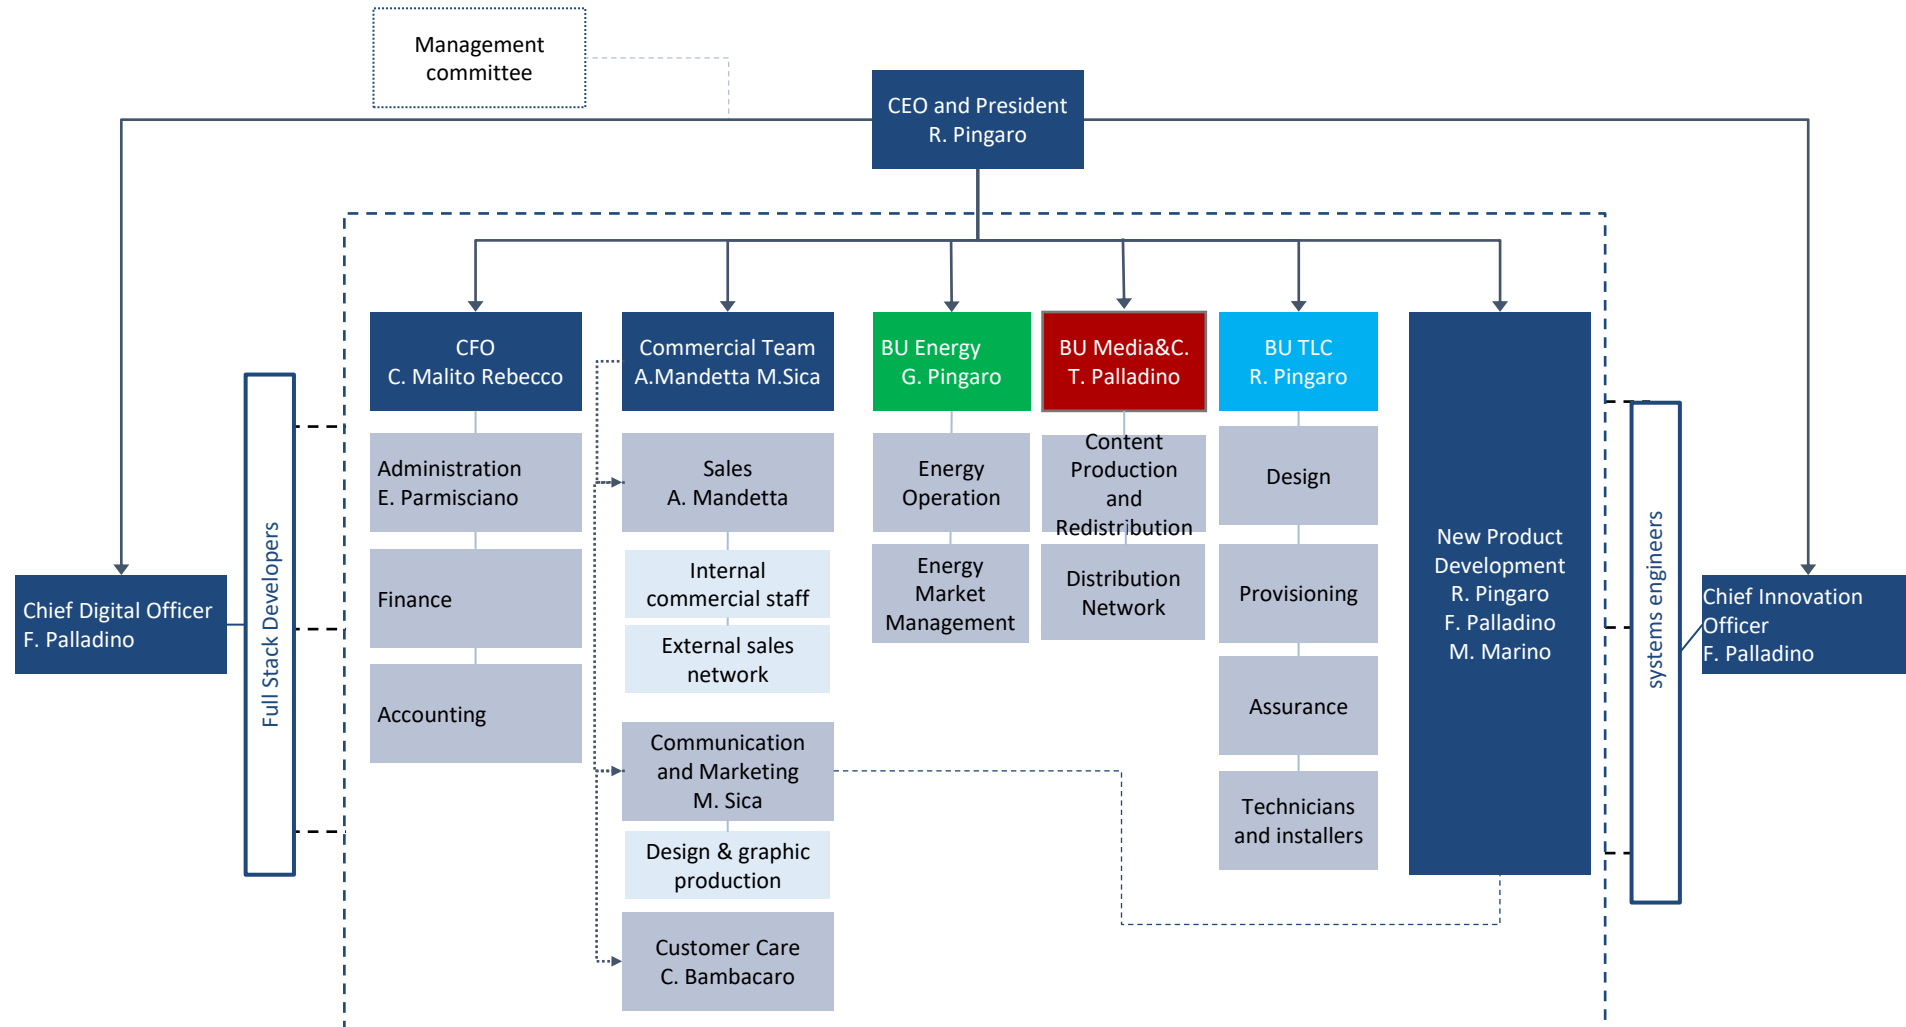 Management
committee
CEO and President
R. Pingaro
CFO
C. Malito Rebecco
Commercial Team
A.Mandetta M.Sica
BU Energy
G. Pingaro
BU Media&C.
T. Palladino
BU TLC
R. Pingaro
Administration
E. Parmisciano
Finance
Accounting
Sales
A. Mandetta
Internal
commercial staff
External sales
network
Communication
and Marketing
M. Sica
Design & graphic
production
Customer Care
C. Bambacaro
Energy
Operation
Energy
Market
Management
Content
Production
and
Redistribution
Distribution
Network
Design
Provisioning
Assurance
Technicians
and installers
New Product
Development
R. Pingaro
F. Palladino
M. Marino
Chief Digital Officer
F. Palladino
Full Stack Developers
systems engineers
Chief Innovation
Officer
F. Palladino